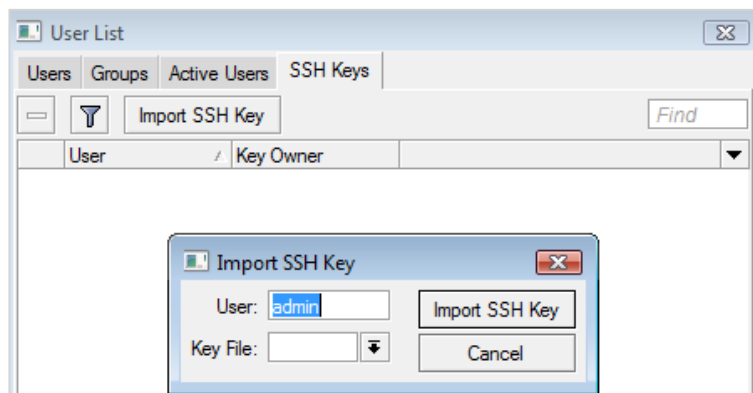 User List
Users Groups Active Users SSH Keys
Import SSH Key Find
User Key Owner
Import SSH Key
User: admin Import SSH Key
Key File: Cancel